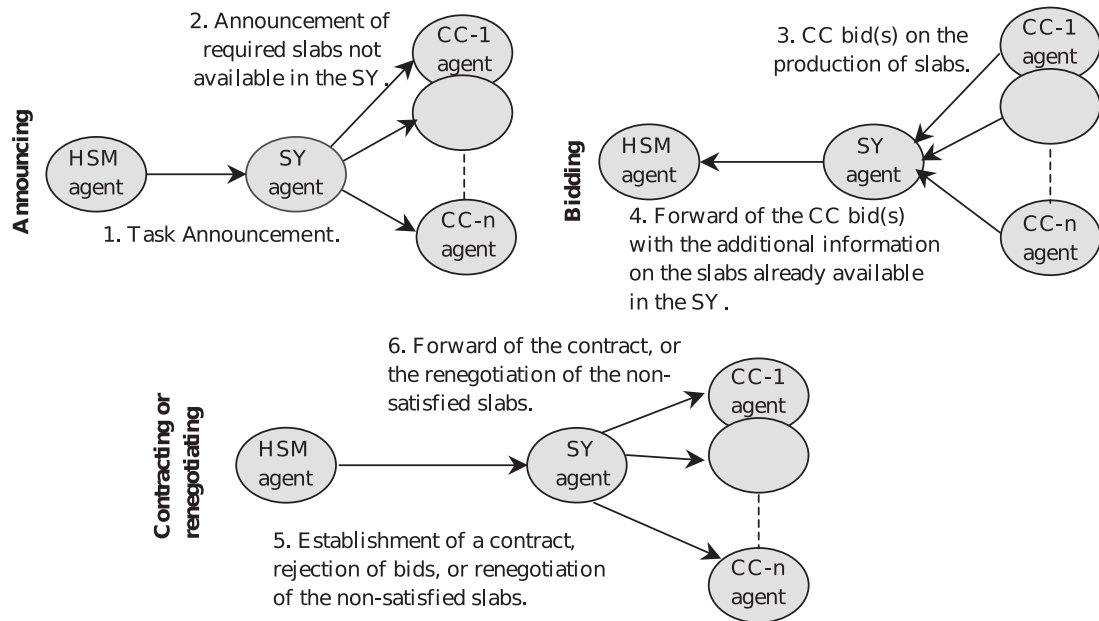 Announcing
2. Announcement of
required slabs not
available in the SY.
CC-1
agent
HSM
agent
SY
agent
CC-n
agent
1. Task Announcement.
Bidding
3. CC bid(s) on the
production of slabs.
CC-1
agent
HSM
agent
SY
agent
CC-n
agent
4. Forward of the CC bid(s)
with the additional information
on the slabs already available
in the SY.
Contracting or
renegotiating
6. Forward of the contract, or
the renegotiation of the non-
satisfied slabs.
CC-1
agent
HSM
agent
SY
agent
5. Establishment of a contract,
rejection of bids, or renegotiation
of the non-satisfied slabs.
CC-n
agent